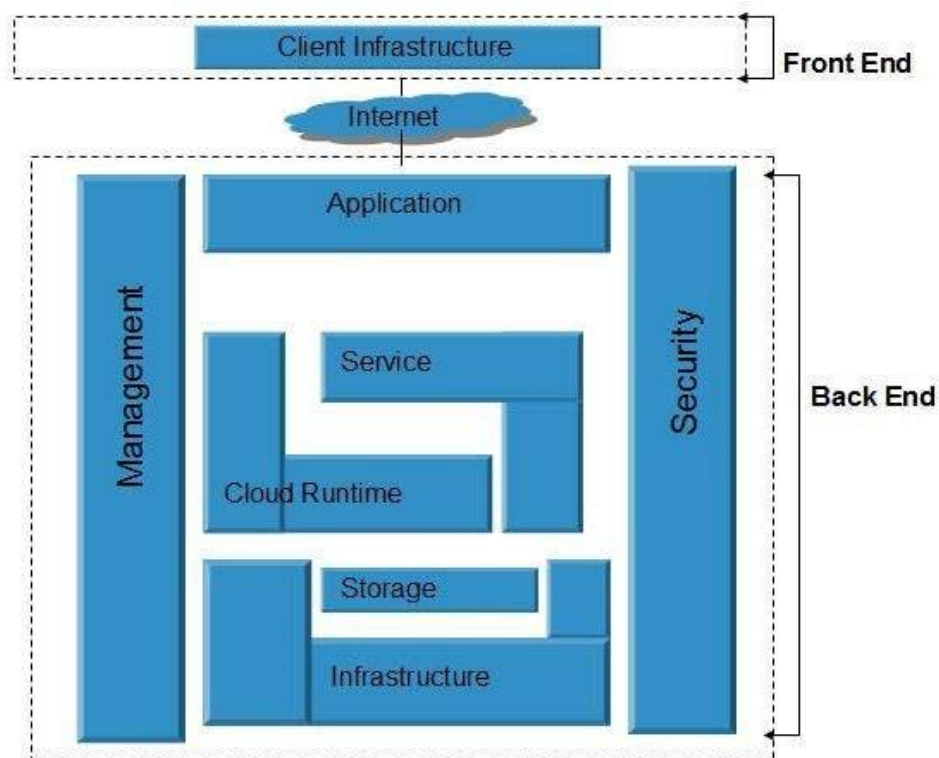 Client Infrastructure
Front End
Internet
Application
Management
Security
Service
Back End
Cloud Runtime
Storage
Infrastructure